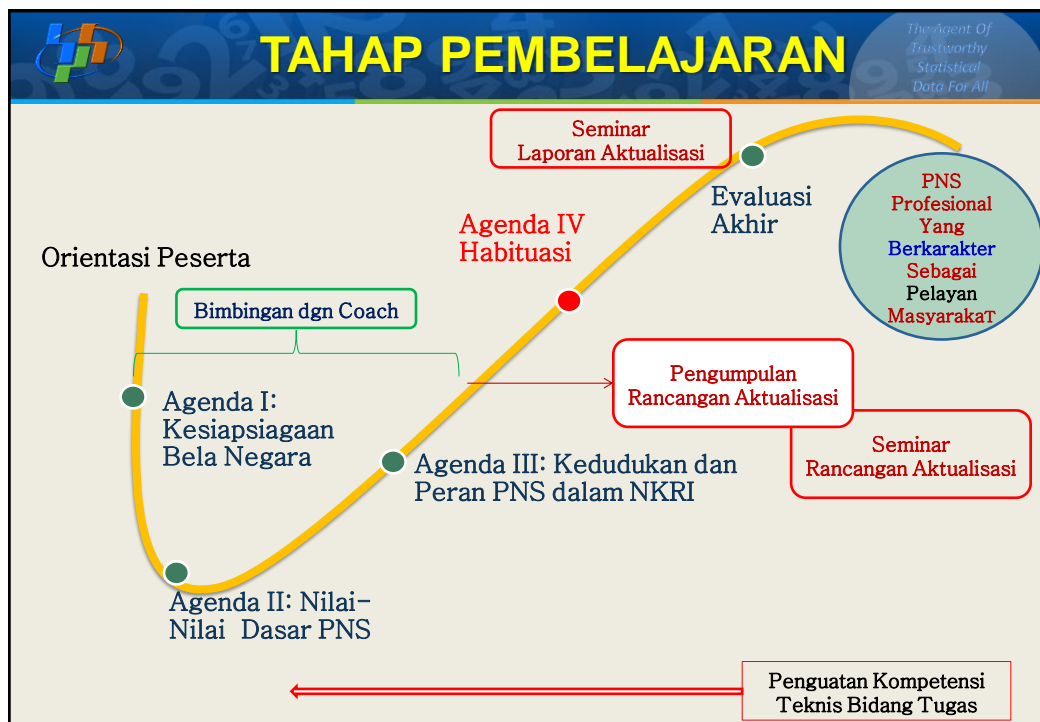 TAHAP PEMBELAJARAN
The Agent Of
Trustworthy
Statistical
Data For All
Seminar
Laporan Aktualisasi
Evaluasi
Akhir
PNS
Profesional
Yang
Berkarakter
Sebagai
Pelayan
MasyarakaT
Agenda IV
Habituasi
Orientasi Peserta
Bimbingan dgn Coach
Agenda I:
Kesiapsiagaan
Bela Negara
Pengumpulan
Rancangan Aktualisasi
Seminar
Rancangan Aktualisasi
Agenda III: Kedudukan dan
Peran PNS dalam NKRI
Agenda II: Nilai-
Nilai Dasar PNS
Penguatan Kompetensi
Teknis Bidang Tugas